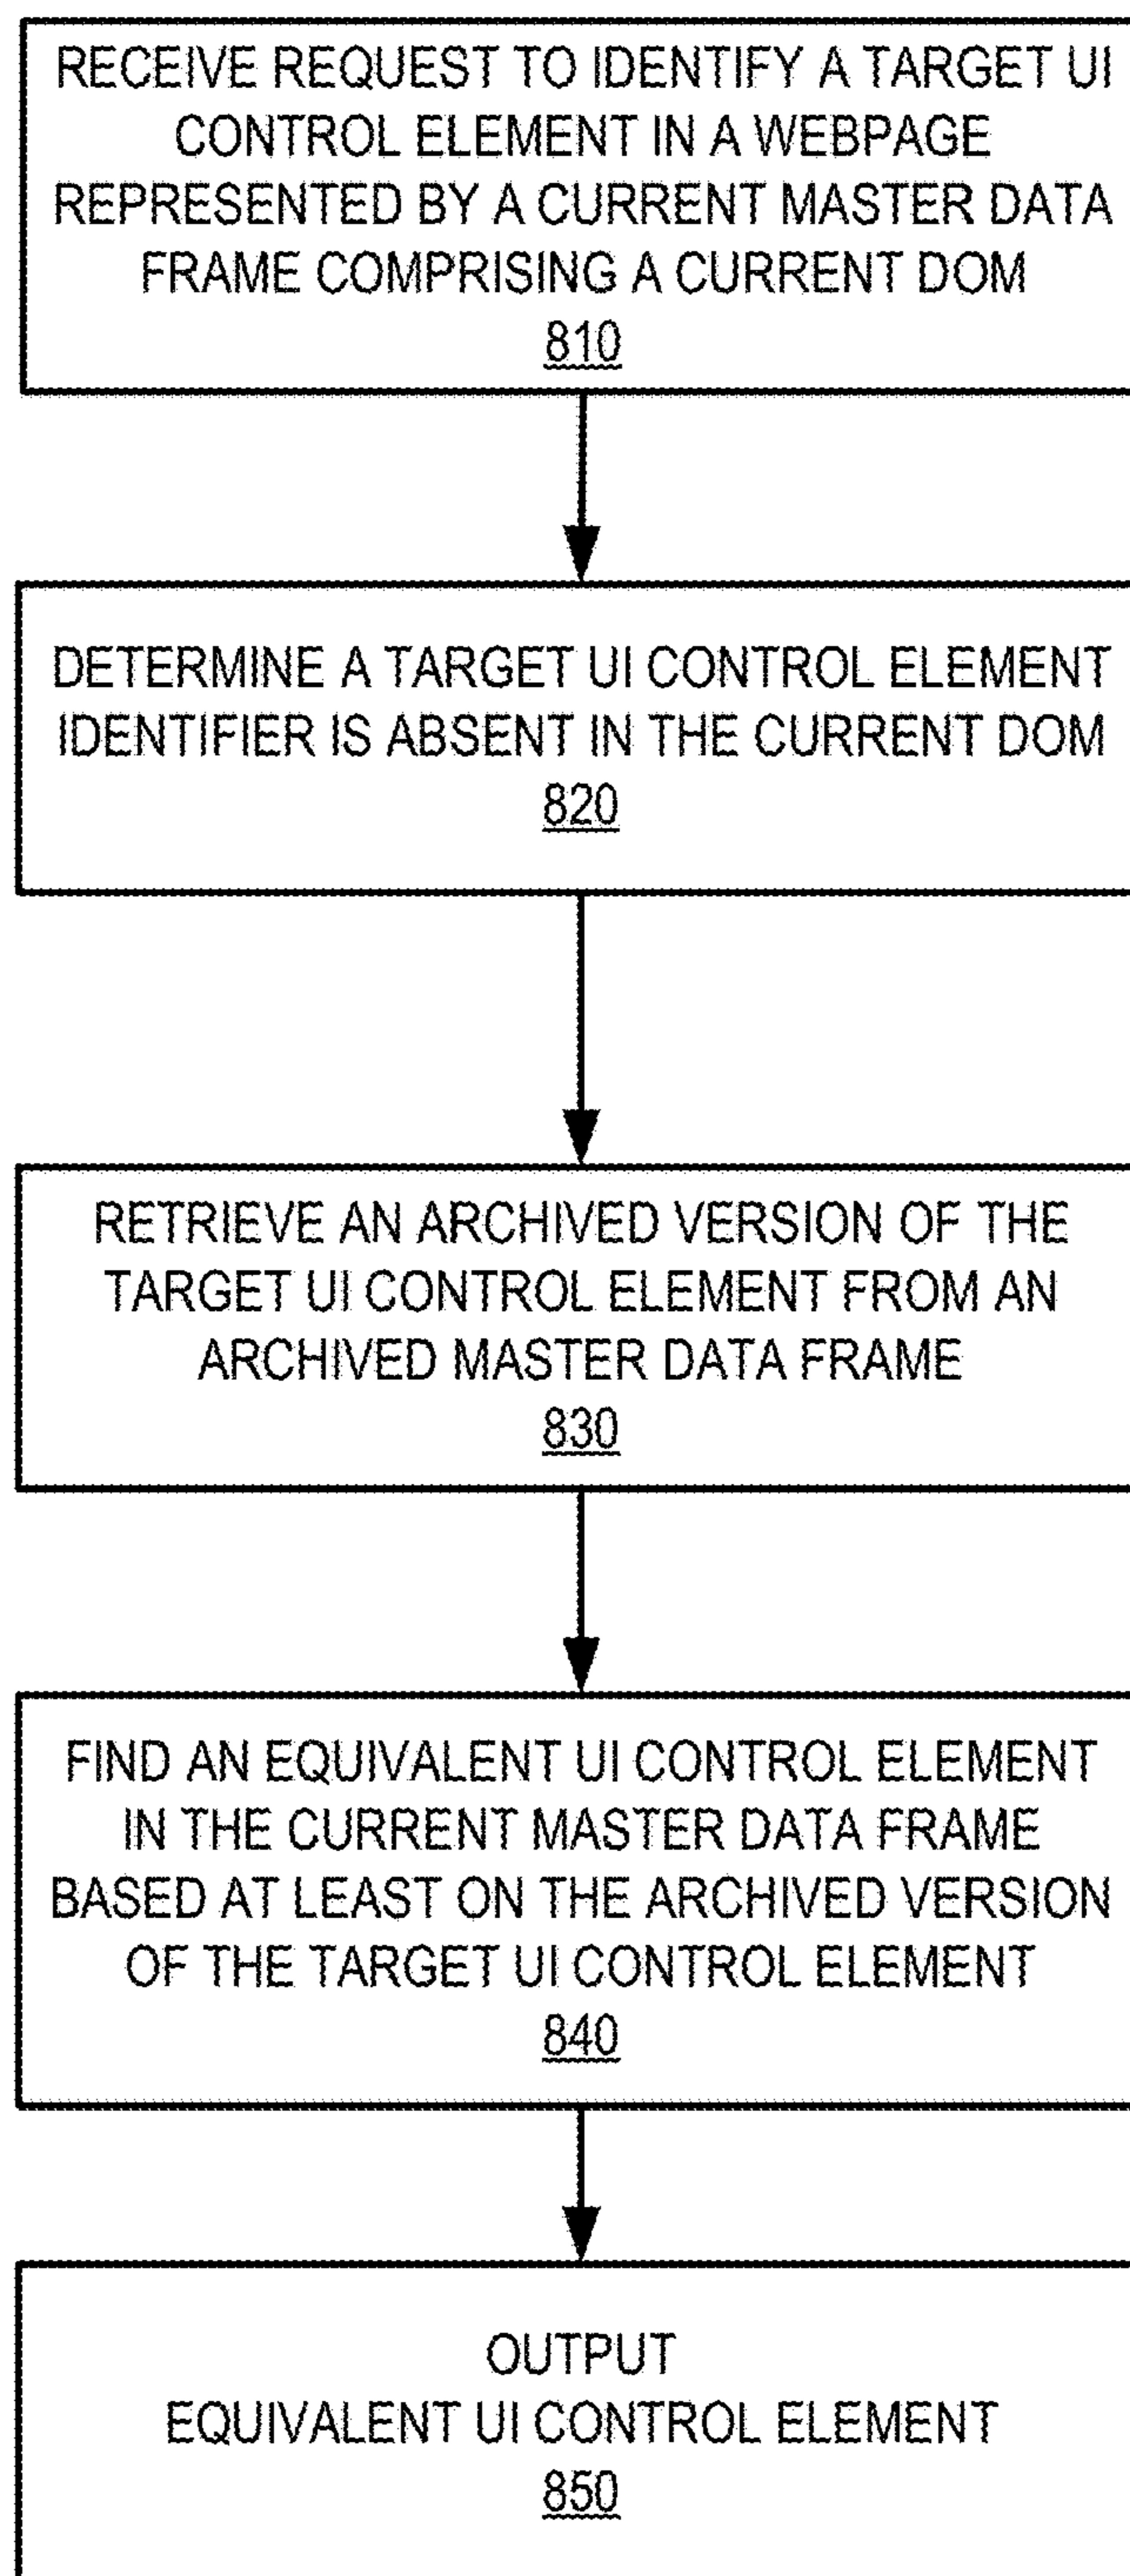 RECEIVE REQUEST TO IDENTIFY A TARGET UI
CONTROL ELEMENT IN A WEBPAGE
REPRESENTED BY A CURRENT MASTER DATA
FRAME COMPRISING A CURRENT DOM
810
DETERMINE A TARGET UI CONTROL ELEMENT
IDENTIFIER IS ABSENT IN THE CURRENT DOM
820
RETRIEVE AN ARCHIVED VERSION OF THE
TARGET UI CONTROL ELEMENT FROM AN
ARCHIVED MASTER DATA FRAME
830
FIND AN EQUIVALENT UI CONTROL ELEMENT
IN THE CURRENT MASTER DATA FRAME
BASED AT LEAST ON THE ARCHIVED VERSION
OF THE TARGET UI CONTROL ELEMENT
840
OUTPUT
EQUIVALENT UI CONTROL ELEMENT
850